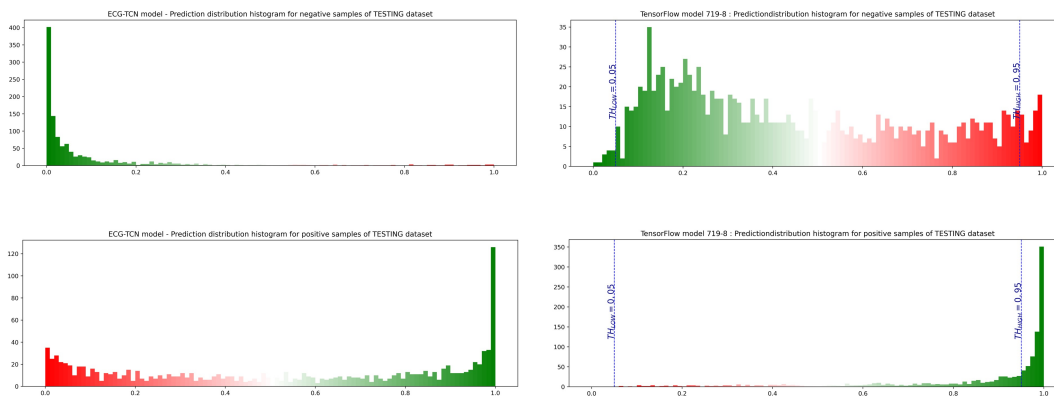 ECG-TCN model - Prediction distribution histogram for negative samples of TESTING dataset
400
350
300
250
200
150
100
50
0
0.0 0.2 0.4 0.6 0.8 1.0
TensorFlow model 719-8 : Predictiondistribution histogram for negative samples of TESTING dataset
35
30
25
20
15
10
5
0
TH_LOW = 0.05
TH_HIGH = 0.95
0.0 0.2 0.4 0.6 0.8 1.0
ECG-TCN model - Prediction distribution histogram for positive samples of TESTING dataset
120
100
80
60
40
20
0
0.0 0.2 0.4 0.6 0.8 1.0
TensorFlow model 719-8 : Predictiondistribution histogram for positive samples of TESTING dataset
350
300
250
200
150
100
50
0
TH_LOW = 0.05
TH_HIGH = 0.95
0.0 0.2 0.4 0.6 0.8 1.0